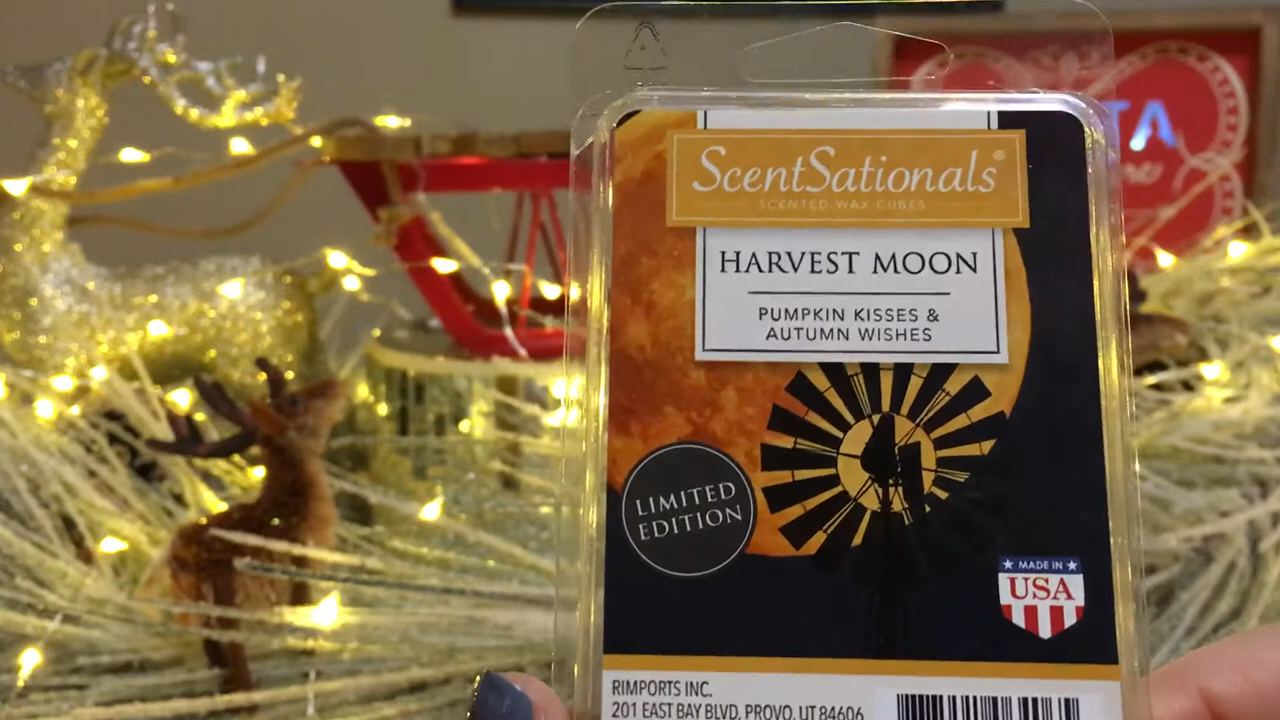 ScentSationals®
SCENTED WAX CUBES
HARVEST MOON
PUMPKIN KISSES &
AUTUMN WISHES
LIMITED
EDITION
MADE IN
USA
RIMPORTS INC.
201 EAST BAY BLVD, PROVO, UT 84606